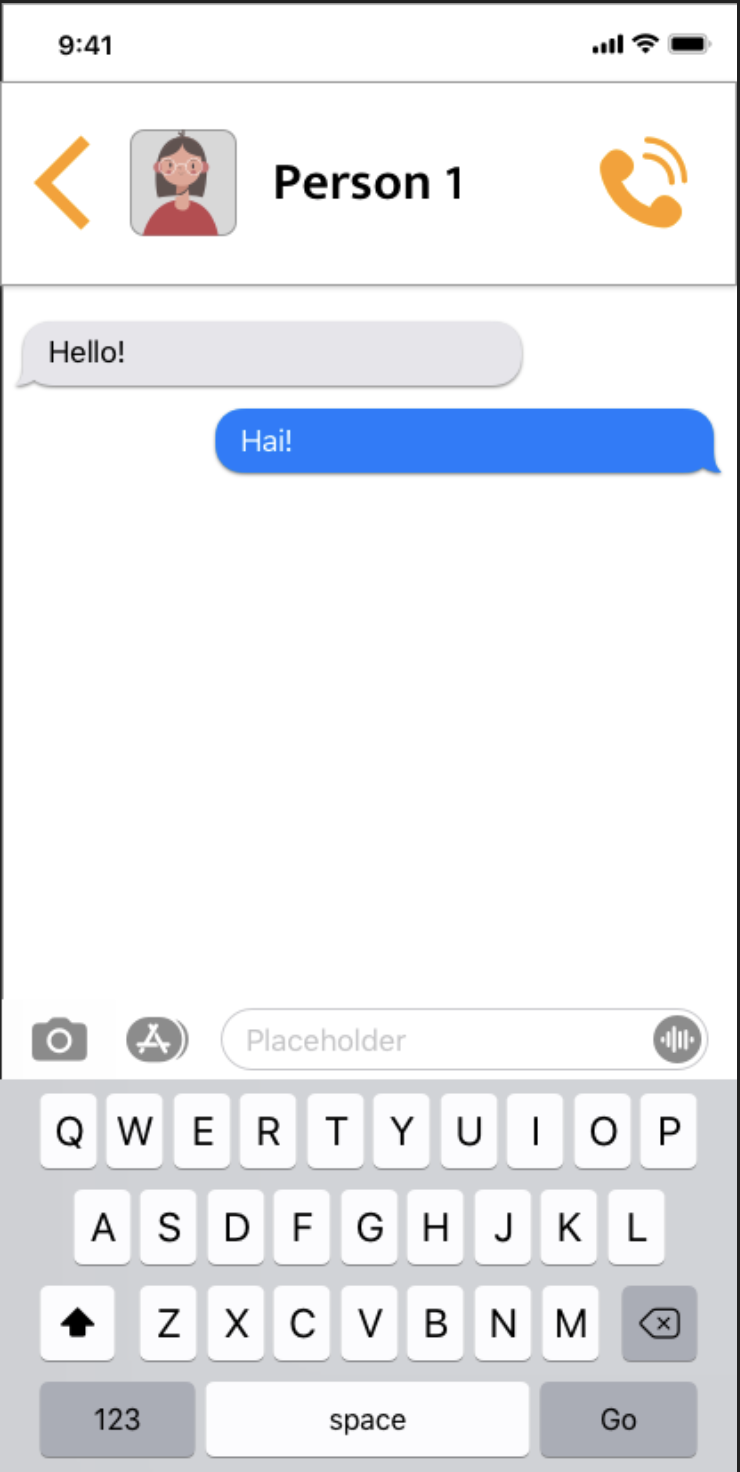 9:41
Person 1
Hello!
Hai!
Placeholder
Q W E R T Y U I O P
A S D F G H J K L
Z X C V B N M
123 space Go